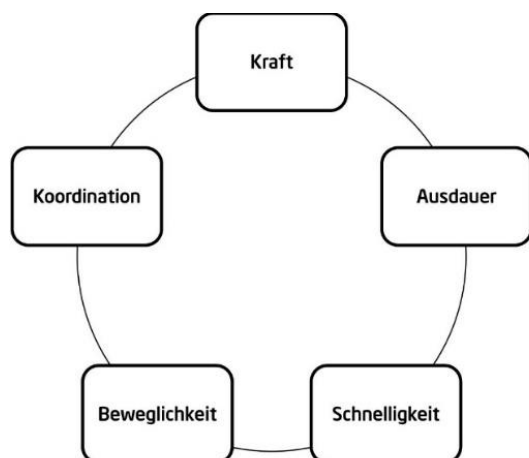 Kraft
Koordination
Ausdauer
Beweglichkeit
Schnelligkeit